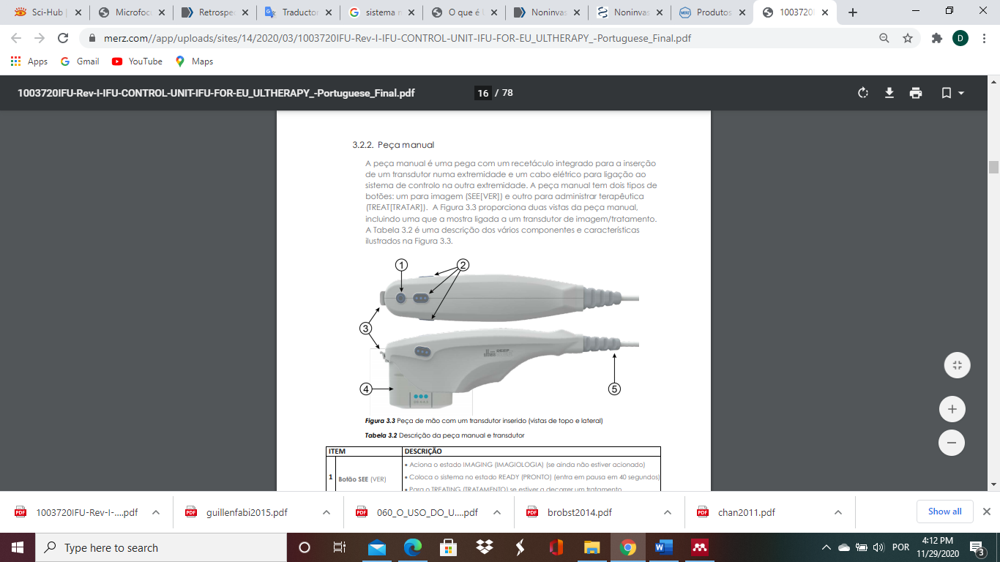 Sci-Hub |
Microfoc
Retrospe
Traductor
sistema r
O que é
Noninvas
Noninvas
Produtos
1003720
merz.com//app/uploads/sites/14/2020/03/1003720IFU-Rev-I-IFU-CONTROL-UNIT-IFU-FOR-EU_ULTHERAPY_-Portuguese_Final.pdf
D
Apps
Gmail
YouTube
Maps
1003720IFU-Rev-I-IFU-CONTROL-UNIT-IFU-FOR-EU_ULTHERAPY_-Portuguese_Final.pdf
16 / 78
3.2.2. Peça manual
A peça manual é uma pega com um recetáculo integrado para a inserção
de um transdutor numa extremidade e um cabo elétrico para ligação ao
sistema de controlo na outra extremidade. A peça manual tem dois tipos de
botões: um para imagem (SEE[VER]) e outro para administrar terapêutica
(TREAT[TRATAR]). A Figura 3.3 proporciona duas vistas da peça manual,
incluindo uma que a mostra ligada a um transdutor de imagem/tratamento.
A Tabela 3.2 é uma descrição dos vários componentes e características
ilustrados na Figura 3.3.
1
2
3
DEEP
4
5
Figura 3.3 Peça de mão com um transdutor inserido (vistas de topo e lateral)
Tabela 3.2 Descrição da peça manual e transdutor
ITEM
DESCRIÇÃO
1
Botão SEE (VER)
• Aciona o estado IMAGING (IMAGIOLOGIA) (se ainda não estiver acionado)
• Coloca o sistema no estado READY (PRONTO) (entra em pausa em 40 segundos)
• Para o TREATING (TRATAMENTO) se estiver a decorrer um tratamento
1003720IFU-Rev-I-....pdf
guillenfabi2015.pdf
060_O_USO_DO_U....pdf
brobst2014.pdf
chan2011.pdf
Show all
Type here to search
POR
4:12 PM
11/29/2020
3